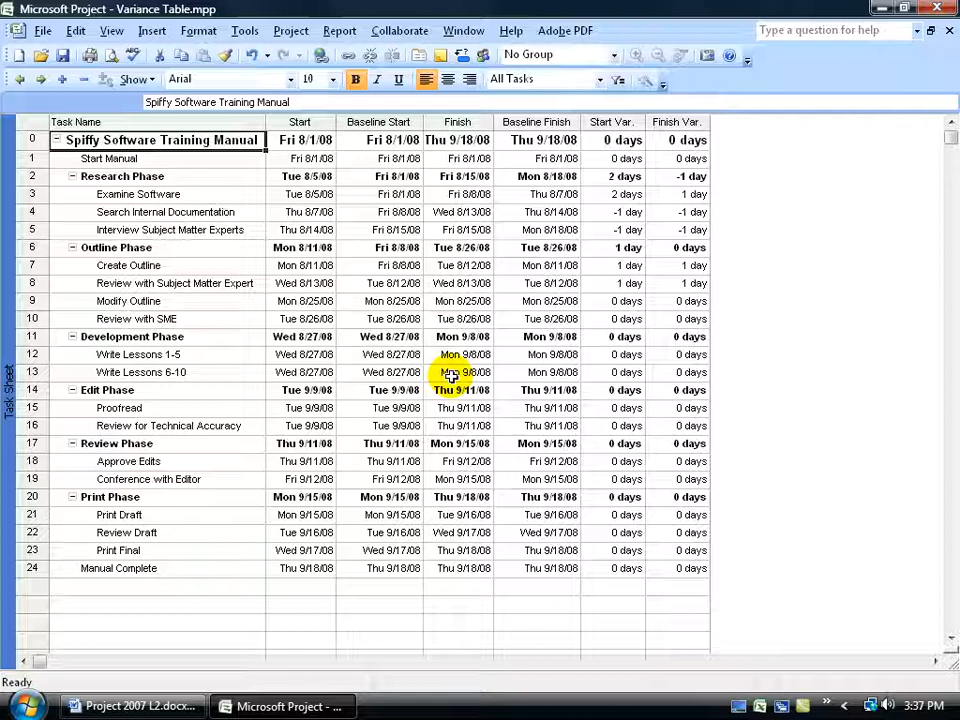 Microsoft Project - Variance Table.mpp
File Edit View Insert Format Tools Project Report Collaborate Window Help Adobe PDF Type a question for help
No Group
Show Arial 10 B I U All Tasks
Spiffy Software Training Manual
Task Name Start Baseline Start Finish Baseline Finish Start Var. Finish Var.
0 Spiffy Software Training Manual Fri 8/1/08 Fri 8/1/08 Thu 9/18/08 Thu 9/18/08 0 days 0 days
1 Start Manual Fri 8/1/08 Fri 8/1/08 Fri 8/1/08 Fri 8/1/08 0 days 0 days
2 Research Phase Tue 8/5/08 Fri 8/1/08 Fri 8/15/08 Mon 8/18/08 2 days -1 day
3 Examine Software Tue 8/5/08 Fri 8/1/08 Fri 8/8/08 Thu 8/7/08 2 days 1 day
4 Search Internal Documentation Thu 8/7/08 Fri 8/8/08 Wed 8/13/08 Thu 8/14/08 -1 day -1 day
5 Interview Subject Matter Experts Thu 8/14/08 Fri 8/15/08 Fri 8/15/08 Mon 8/18/08 -1 day -1 day
6 Outline Phase Mon 8/11/08 Fri 8/8/08 Tue 8/26/08 Tue 8/26/08 1 day 0 days
7 Create Outline Mon 8/11/08 Fri 8/8/08 Tue 8/12/08 Mon 8/11/08 1 day 1 day
8 Review with Subject Matter Expert Wed 8/13/08 Tue 8/12/08 Wed 8/13/08 Tue 8/12/08 1 day 1 day
9 Modify Outline Mon 8/25/08 Mon 8/25/08 Mon 8/25/08 Mon 8/25/08 0 days 0 days
10 Review with SME Tue 8/26/08 Tue 8/26/08 Tue 8/26/08 Tue 8/26/08 0 days 0 days
11 Development Phase Wed 8/27/08 Wed 8/27/08 Mon 9/8/08 Mon 9/8/08 0 days 0 days
12 Write Lessons 1-5 Wed 8/27/08 Wed 8/27/08 Mon 9/8/08 Mon 9/8/08 0 days 0 days
13 Write Lessons 6-10 Wed 8/27/08 Wed 8/27/08 Mon 9/8/08 Mon 9/8/08 0 days 0 days
14 Edit Phase Tue 9/9/08 Tue 9/9/08 Thu 9/11/08 Thu 9/11/08 0 days 0 days
15 Proofread Tue 9/9/08 Tue 9/9/08 Thu 9/11/08 Thu 9/11/08 0 days 0 days
16 Review for Technical Accuracy Tue 9/9/08 Tue 9/9/08 Thu 9/11/08 Thu 9/11/08 0 days 0 days
17 Review Phase Thu 9/11/08 Thu 9/11/08 Mon 9/15/08 Mon 9/15/08 0 days 0 days
18 Approve Edits Thu 9/11/08 Thu 9/11/08 Fri 9/12/08 Fri 9/12/08 0 days 0 days
19 Conference with Editor Fri 9/12/08 Fri 9/12/08 Mon 9/15/08 Mon 9/15/08 0 days 0 days
20 Print Phase Mon 9/15/08 Mon 9/15/08 Thu 9/18/08 Thu 9/18/08 0 days 0 days
21 Print Draft Mon 9/15/08 Mon 9/15/08 Tue 9/16/08 Tue 9/16/08 0 days 0 days
22 Review Draft Tue 9/16/08 Tue 9/16/08 Wed 9/17/08 Wed 9/17/08 0 days 0 days
23 Print Final Wed 9/17/08 Wed 9/17/08 Thu 9/18/08 Thu 9/18/08 0 days 0 days
24 Manual Complete Thu 9/18/08 Thu 9/18/08 Thu 9/18/08 Thu 9/18/08 0 days 0 days
Task Sheet
Ready
Project 2007 L2.docx... Microsoft Project - ... 3:37 PM